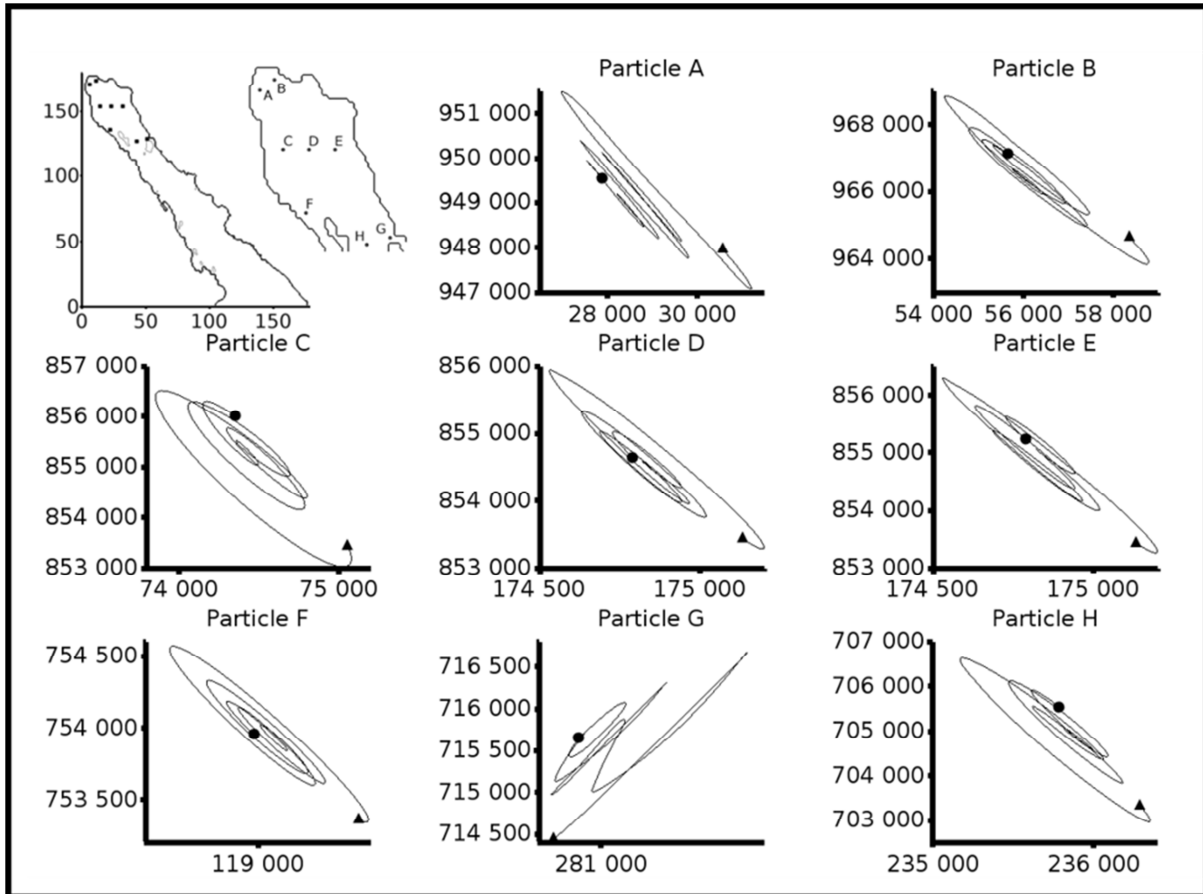 Particle A
951 000
950 000
949 000
948 000
947 000
28 000 30 000
Particle B
968 000
966 000
964 000
54 000 56 000 58 000
150
100
50
0
0 50 100 150
A B
C D E
F
H G
Particle C
857 000
856 000
855 000
854 000
853 000
74 000 75 000
Particle D
856 000
855 000
854 000
853 000
174 500 175 000
Particle E
856 000
855 000
854 000
853 000
174 500 175 000
Particle F
754 500
754 000
753 500
119 000
Particle G
716 500
716 000
715 500
715 000
714 500
281 000
Particle H
707 000
706 000
705 000
704 000
703 000
235 000 236 000